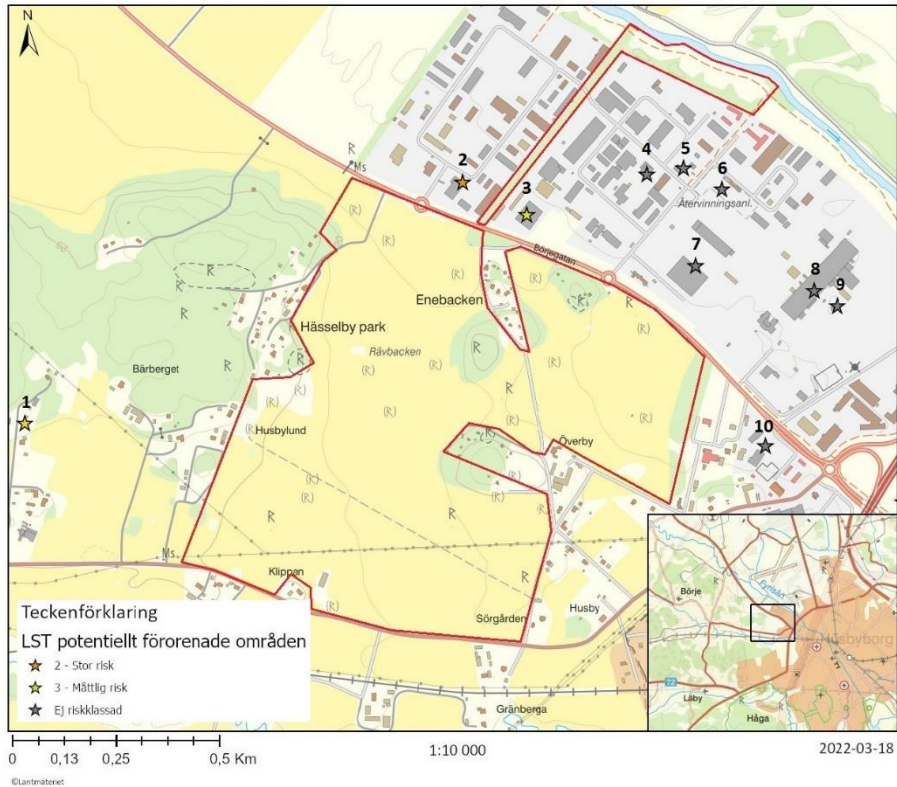 N
Ms
R
(R)
2
3
4
5
6
Återvinningsanl.
7
8
9
Börjegatan
Enebacken
Hässelby park
Rävbacken
Bärberget
1
Husbylund
Överby
10
Ms
Klippan
Sörgården
Husby
Gränberga
Teckenförklaring
LST potentiellt förorenade områden
2 - Stor risk
3 - Måttlig risk
Ej riskklassad
Börje
Fyrisån
Husbyborg
72
Läby
Håga
0 0,13 0,25 0,5 Km
1:10 000
2022-03-18
©Lantmäteriet